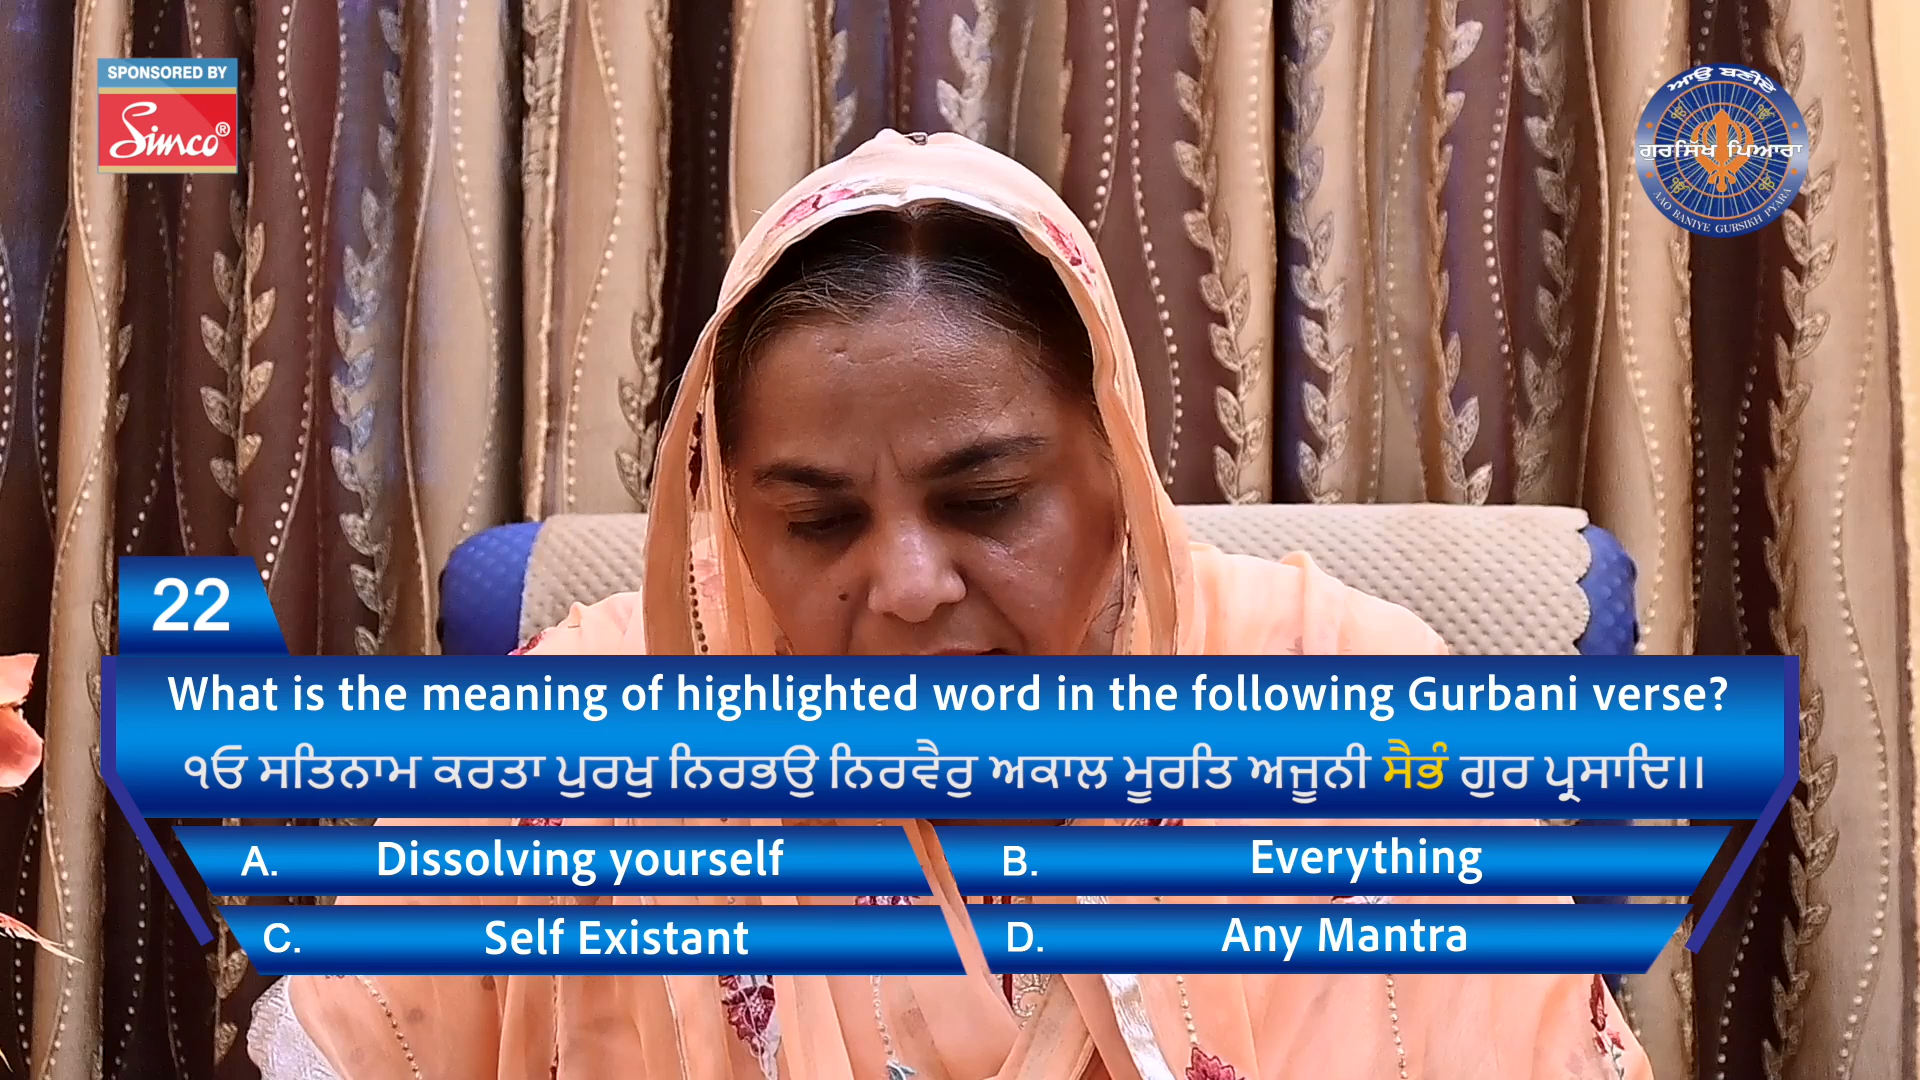 SPONSORED BY
Simco®
ਆਓ ਬਣੀਏ
ਗੁਰਸਿੱਖ ਪਿਆਰਾ
AAO BANIYE GURSIKH PYARA
22
What is the meaning of highlighted word in the following Gurbani verse?
੧ਓ ਸਤਿਨਾਮ ਕਰਤਾ ਪੁਰਖੁ ਨਿਰਭਉ ਨਿਰਵੈਰੁ ਅਕਾਲ ਮੂਰਤਿ ਅਜੂਨੀ ਸੈਭੰ ਗੁਰ ਪ੍ਰਸਾਦਿ।।
A. Dissolving yourself
B. Everything
C. Self Existant
D. Any Mantra